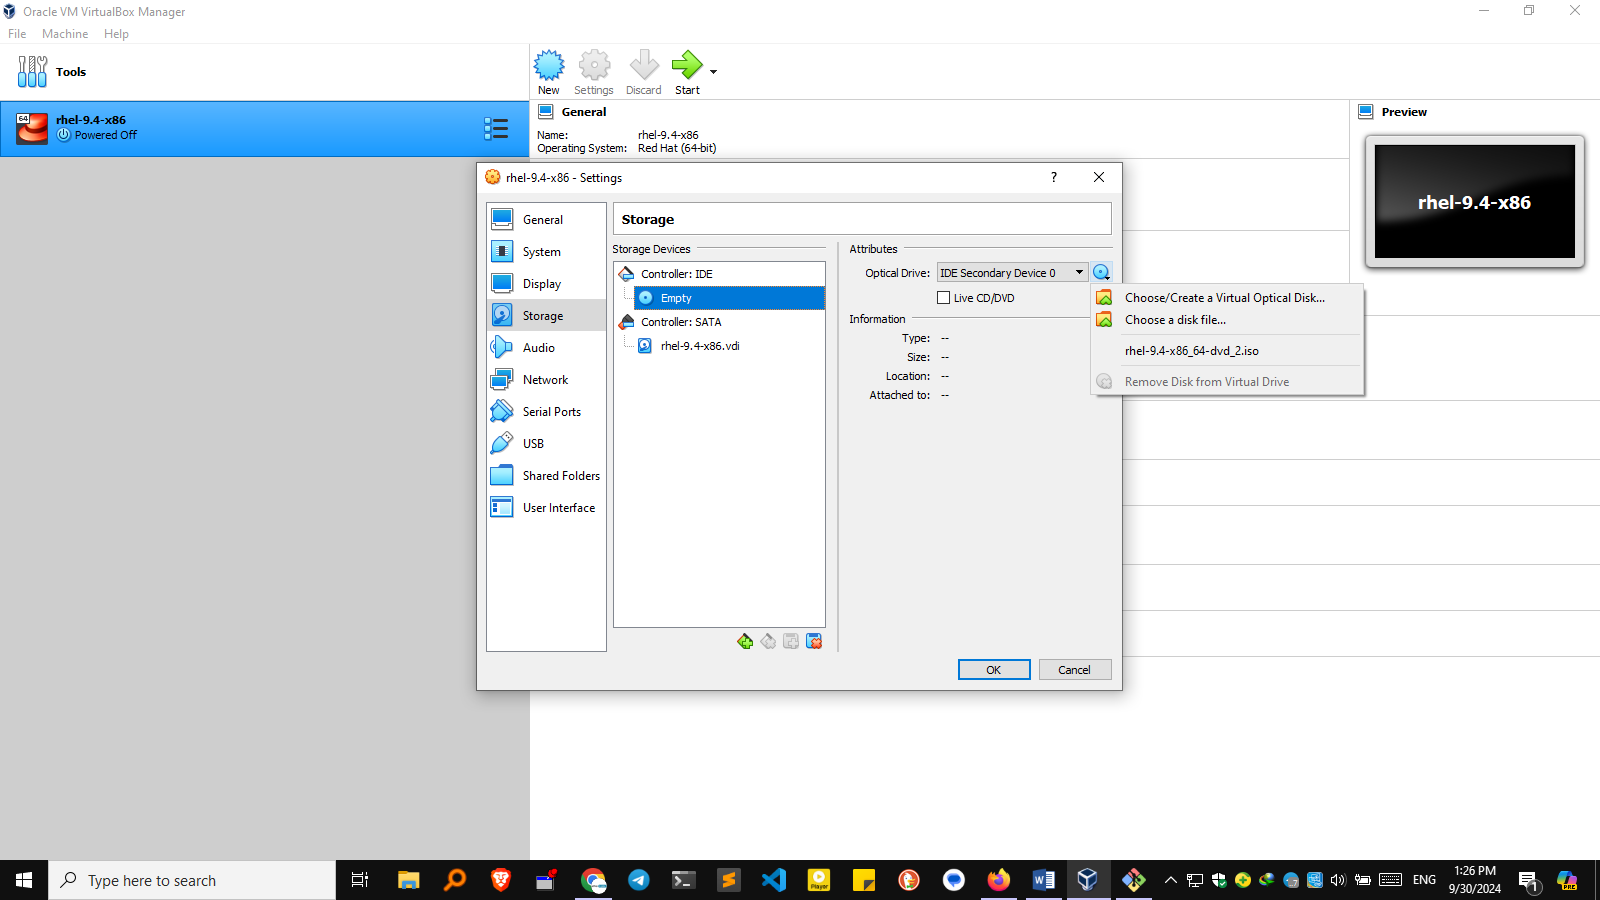 Oracle VM VirtualBox Manager
File Machine Help
Tools
New Settings Discard Start
64
rhel-9.4-x86
Powered Off
General
Name: rhel-9.4-x86
Operating System: Red Hat (64-bit)
Preview
rhel-9.4-x86
rhel-9.4-x86 - Settings
?
General
System
Display
Storage
Audio
Network
Serial Ports
USB
Shared Folders
User Interface
Storage
Storage Devices
Controller: IDE
Empty
Controller: SATA
rhel-9.4-x86.vdi
Attributes
Optical Drive: IDE Secondary Device 0
Live CD/DVD
Information
Type: --
Size: --
Location: --
Attached to: --
Choose/Create a Virtual Optical Disk...
Choose a disk file...
rhel-9.4-x86_64-dvd_2.iso
Remove Disk from Virtual Drive
OK Cancel
Type here to search
Player
ENG
1:26 PM
9/30/2024
1
PRE